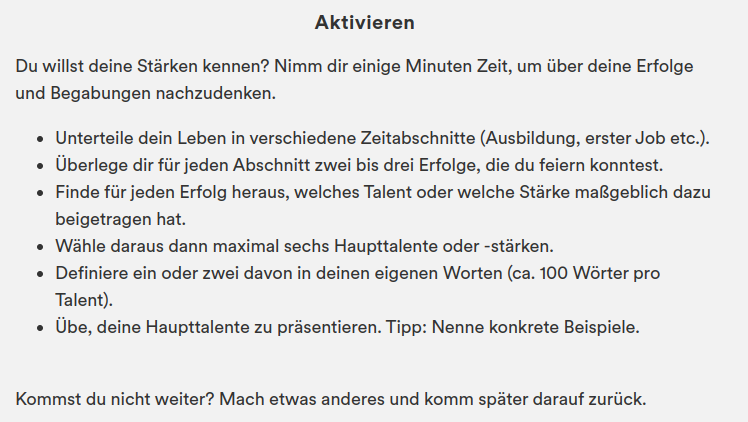 Aktivieren
Du willst deine Stärken kennen? Nimm dir einige Minuten Zeit, um über deine Erfolge
und Begabungen nachzudenken.
• Unterteile dein Leben in verschiedene Zeitabschnitte (Ausbildung, erster Job etc.).
• Überlege dir für jeden Abschnitt zwei bis drei Erfolge, die du feiern konntest.
• Finde für jeden Erfolg heraus, welches Talent oder welche Stärke maßgeblich dazu
beigetragen hat.
• Wähle daraus dann maximal sechs Haupttalente oder -stärken.
• Definiere ein oder zwei davon in deinen eigenen Worten (ca. 100 Wörter pro
Talent).
• Übe, deine Haupttalente zu präsentieren. Tipp: Nenne konkrete Beispiele.
Kommst du nicht weiter? Mach etwas anderes und komm später darauf zurück.